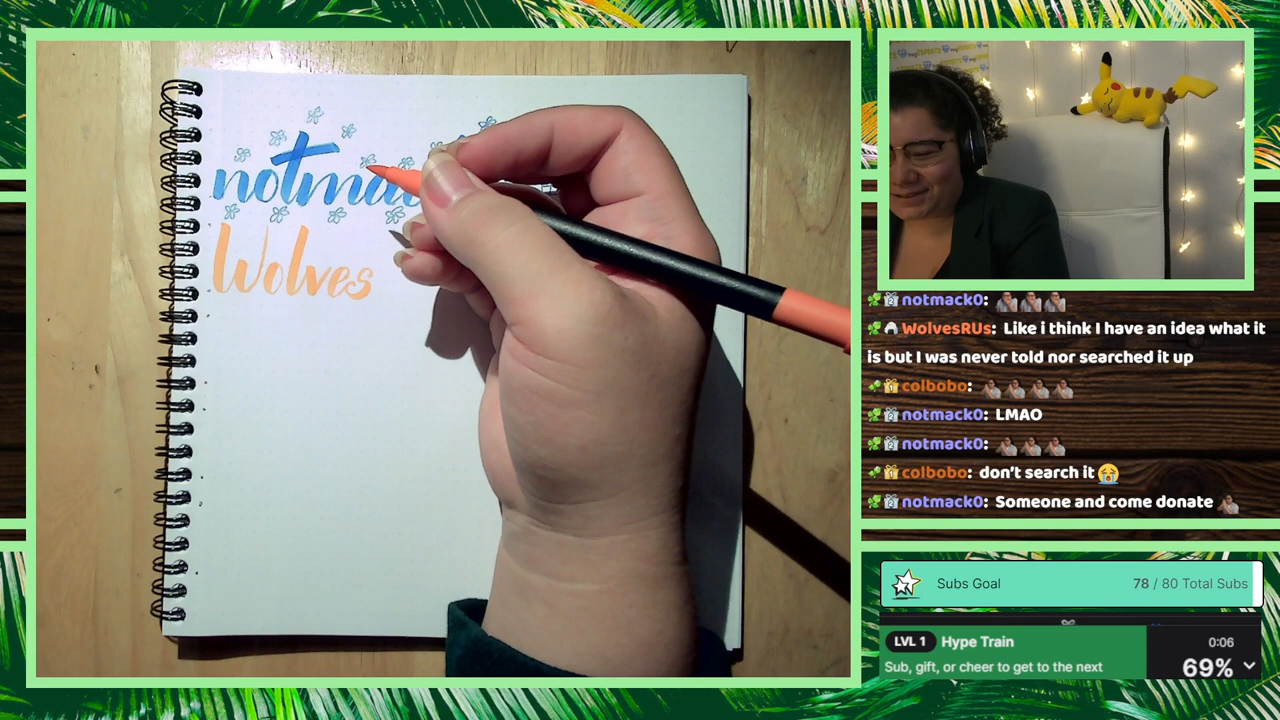 notma
Wolves
notmack0:
WolvesRUs: Like i think I have an idea what it
is but I was never told nor searched it up
colbobo:
notmack0: LMAO
notmack0:
colbobo: don't search it 😭
notmack0: Someone and come donate
Subs Goal 78 / 80 Total Subs
LVL 1 Hype Train 0:06
Sub, gift, or cheer to get to the next 69%